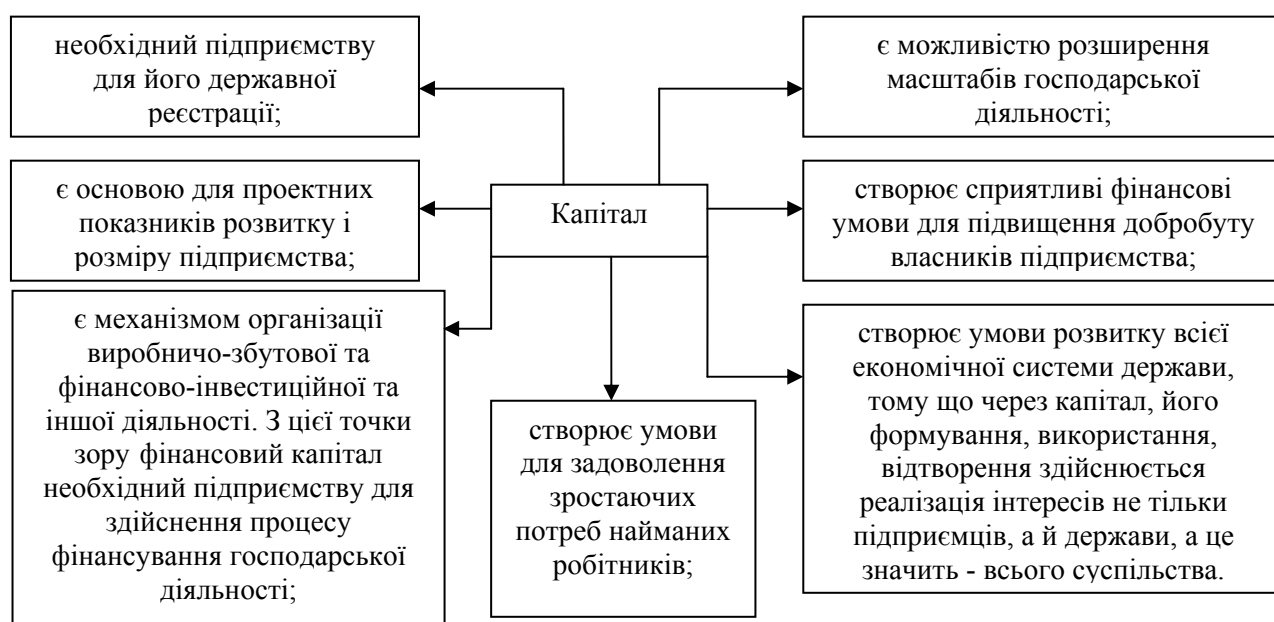 необхідний підприємству
для його державної
реєстрації;
є можливістю розширення
масштабів господарської
діяльності;
є основою для проектних
показників розвитку і
розміру підприємства;
Капітал
створює сприятливі фінансові
умови для підвищення добробуту
власників підприємства;
є механізмом організації
виробничо-збутової та
фінансово-інвестиційної та
іншої діяльності. З цієї точки
зору фінансовий капітал
необхідний підприємству для
здійснення процесу
фінансування господарської
діяльності;
створює умови
для задоволення
зростаючих
потреб найманих
робітників;
створює умови розвитку всієї
економічної системи держави,
тому що через капітал, його
формування, використання,
відтворення здійснюється
реалізація інтересів не тільки
підприємців, а й держави, а це
значить - всього суспільства.